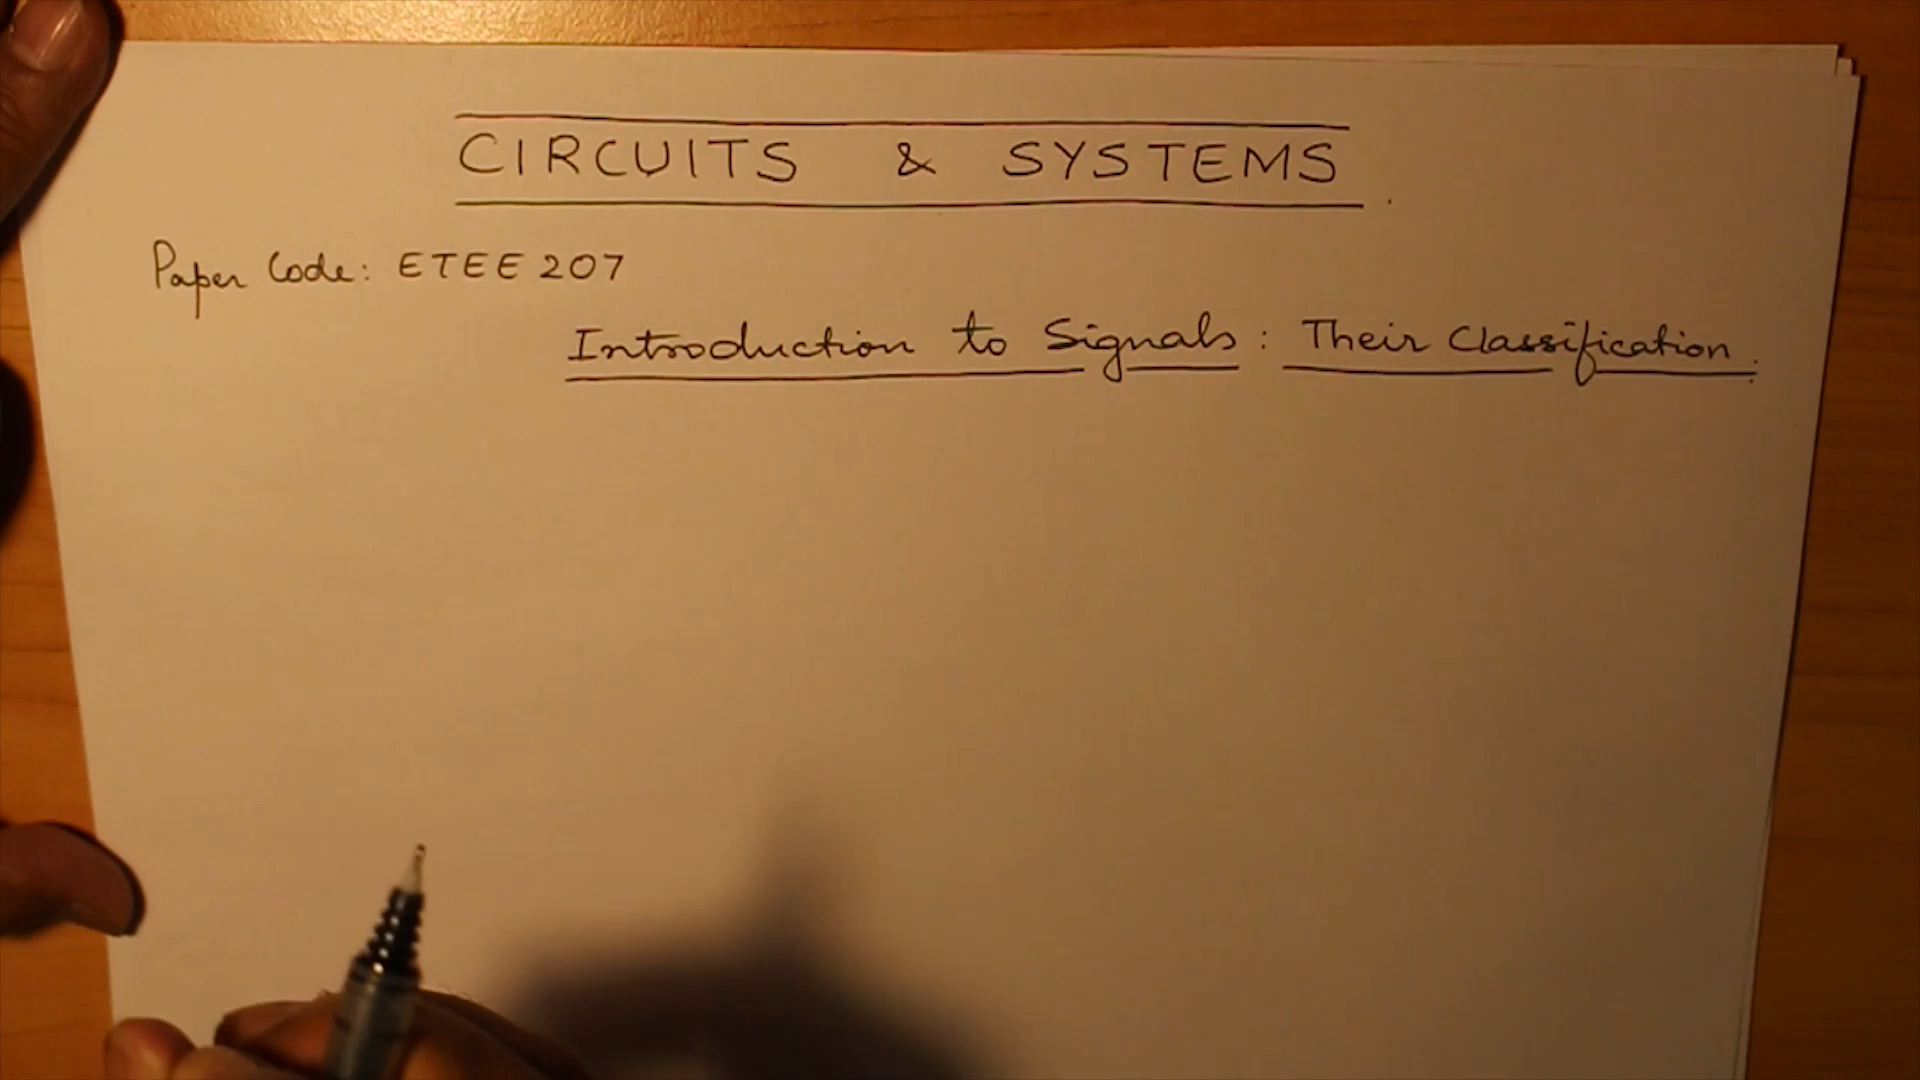 CIRCUITS & SYSTEMS
Paper Code: ETEE 207
Introduction to Signals: Their Classification.